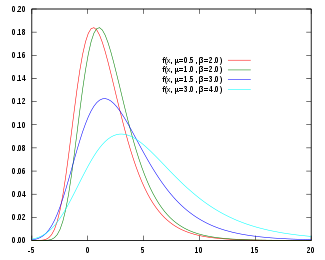 0.20
0.18
0.16
0.14
0.12
0.10
0.08
0.06
0.04
0.02
0.00
f(x, μ=0.5 , β=2.0 )
f(x, μ=1.0 , β=2.0 )
f(x, μ=1.5 , β=3.0 )
f(x, μ=3.0 , β=4.0 )
-5 0 5 10 15 20